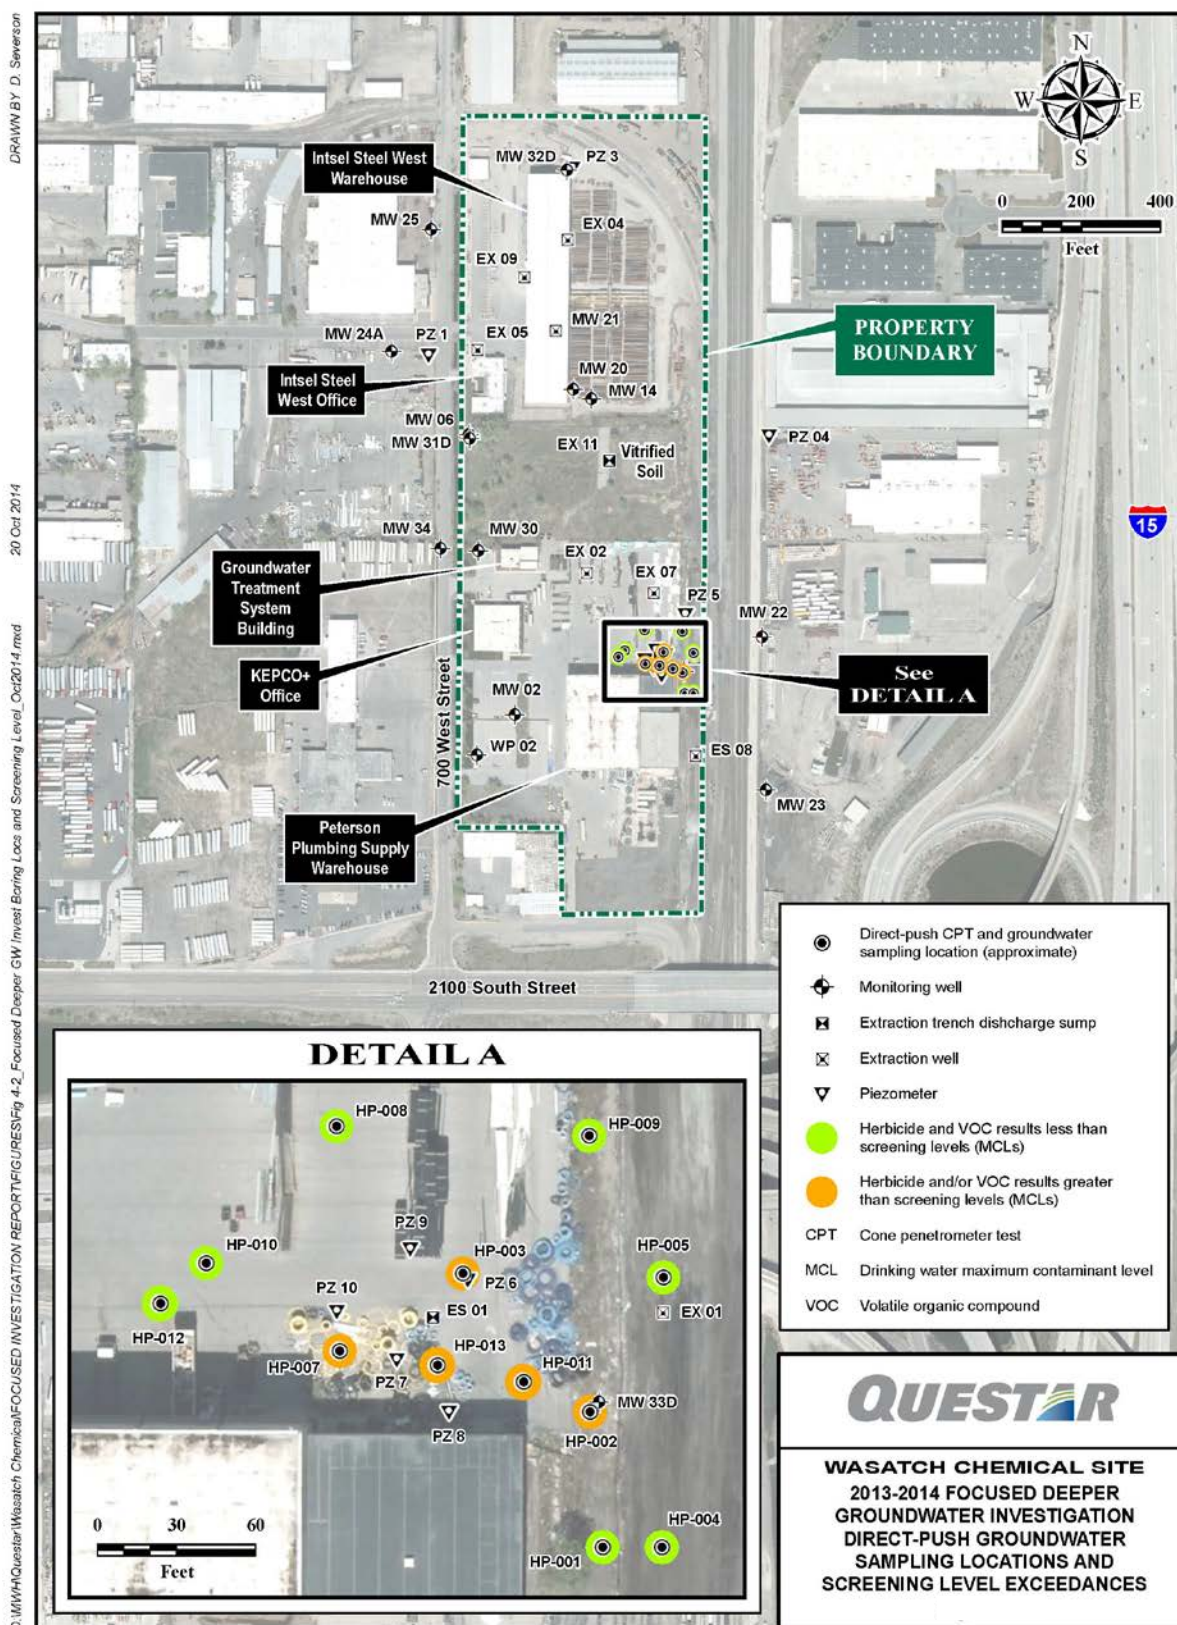 DRAWN BY D. Severson
20 Oct 2014
D:\MWH\Questar\Wasatch Chemical\FOCUSED INVESTIGATION REPORT\FIGURES\Fig 4-2_Focused Deeper GW Invest Boring Locs and Screening Level_Oct2014.mxd
N
W E
S
0 200 400
Feet
Intsel Steel West
Warehouse
MW 32D
PZ 3
MW 25
EX 04
EX 09
MW 21
EX 05
MW 24A
PZ 1
PROPERTY
BOUNDARY
Intsel Steel
West Office
MW 20
MW 14
MW 06
MW 31D
PZ 04
EX 11
Vitrified
Soil
15
MW 34
MW 30
EX 02
EX 07
Groundwater
Treatment
System
Building
PZ 5
MW 22
KEPCO+
Office
See
DETAIL A
700 West Street
MW 02
WP 02
ES 08
MW 23
Peterson
Plumbing Supply
Warehouse
2100 South Street
Direct-push CPT and groundwater
sampling location (approximate)
Monitoring well
Extraction trench dishcharge sump
Extraction well
Piezometer
Herbicide and VOC results less than
screening levels (MCLs)
Herbicide and/or VOC results greater
than screening levels (MCLs)
CPT Cone penetrometer test
MCL Drinking water maximum contaminant level
VOC Volatile organic compound
DETAIL A
HP-008
HP-009
PZ 9
HP-010
HP-003
HP-005
PZ 6
PZ 10
ES 01
EX 01
HP-012
HP-013
HP-007
HP-011
PZ 7
MW 33D
PZ 8
HP-002
HP-004
HP-001
0 30 60
Feet
QUESTAR
WASATCH CHEMICAL SITE
2013-2014 FOCUSED DEEPER
GROUNDWATER INVESTIGATION
DIRECT-PUSH GROUNDWATER
SAMPLING LOCATIONS AND
SCREENING LEVEL EXCEEDANCES